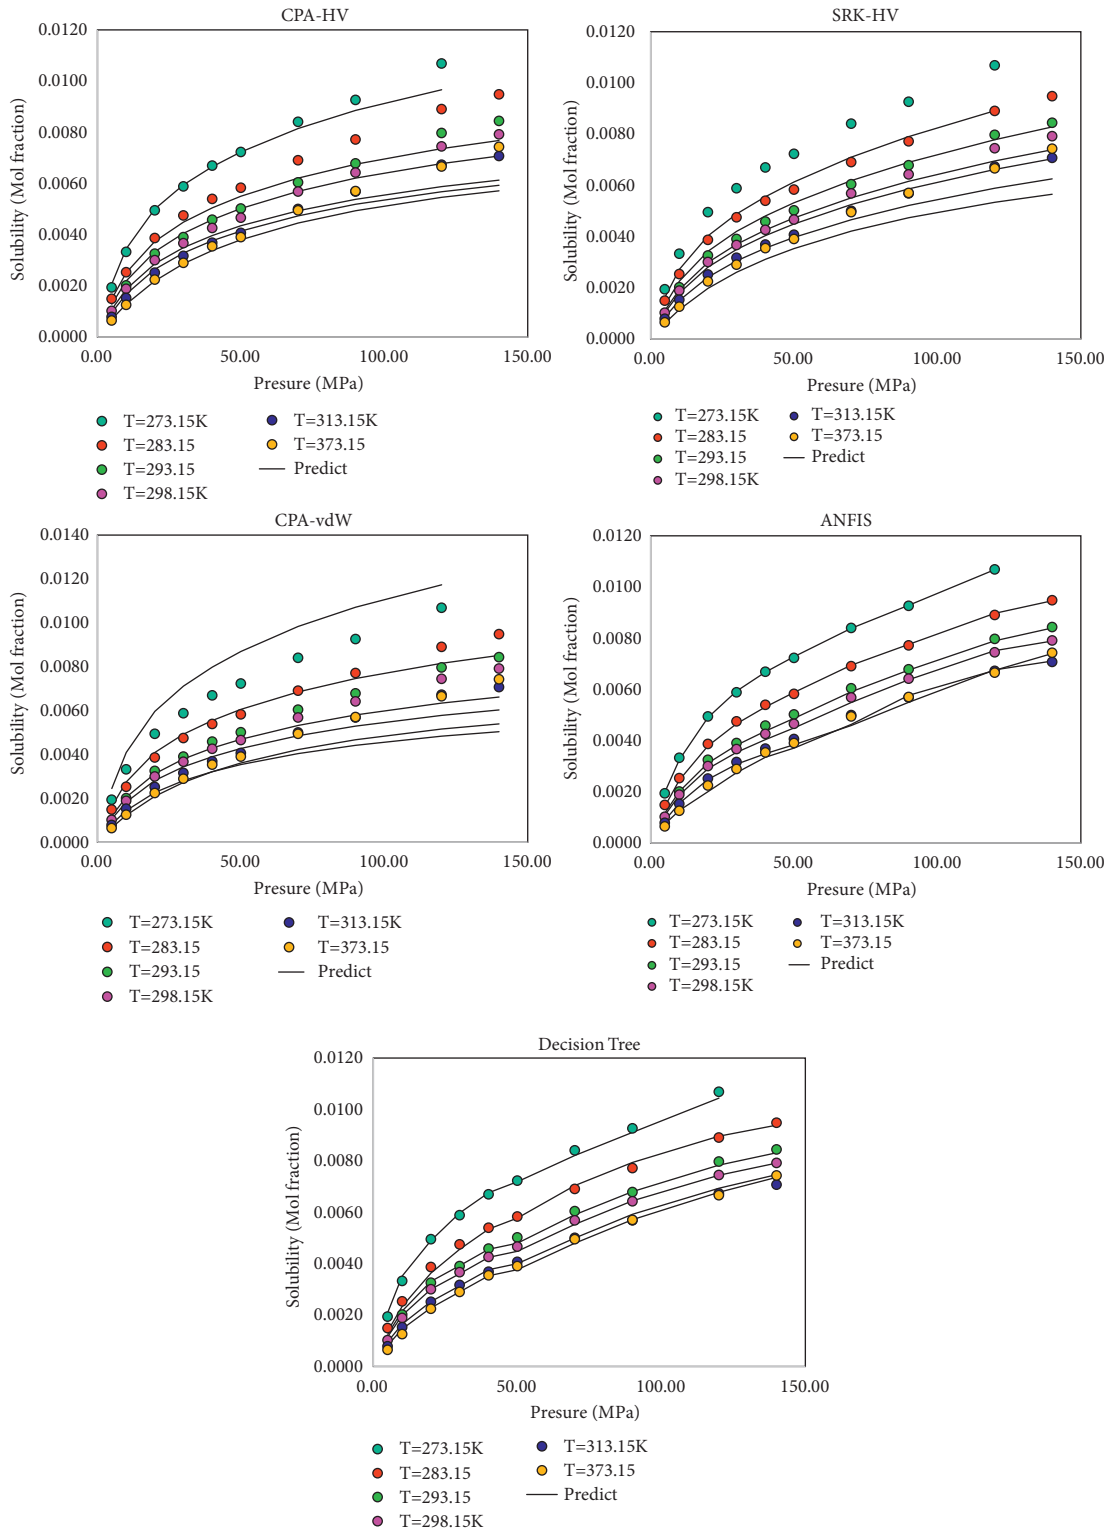 CPA-HV
0.0120
0.0100
0.0080
0.0060
0.0040
0.0020
0.0000
Solubility (Mol fraction)
0.00
50.00
100.00
150.00
Presure (MPa)
T=273.15K
T=283.15
T=293.15
T=298.15K
T=313.15K
T=373.15
Predict
SRK-HV
0.0120
0.0100
0.0080
0.0060
0.0040
0.0020
0.0000
Solubility (Mol fraction)
0.00
50.00
100.00
150.00
Presure (MPa)
T=273.15K
T=283.15
T=293.15
T=298.15K
T=313.15K
T=373.15
Predict
CPA-vdW
0.0140
0.0120
0.0100
0.0080
0.0060
0.0040
0.0020
0.0000
Solubility (Mol fraction)
0.00
50.00
100.00
150.00
Presure (MPa)
T=273.15K
T=283.15
T=293.15
T=298.15K
T=313.15K
T=373.15
Predict
ANFIS
0.0120
0.0100
0.0080
0.0060
0.0040
0.0020
0.0000
Solubility (Mol fraction)
0.00
50.00
100.00
150.00
Presure (MPa)
T=273.15K
T=283.15
T=293.15
T=298.15K
T=313.15K
T=373.15
Predict
Decision Tree
0.0120
0.0100
0.0080
0.0060
0.0040
0.0020
0.0000
Solubility (Mol fraction)
0.00
50.00
100.00
150.00
Presure (MPa)
T=273.15K
T=283.15
T=293.15
T=298.15K
T=313.15K
T=373.15
Predict